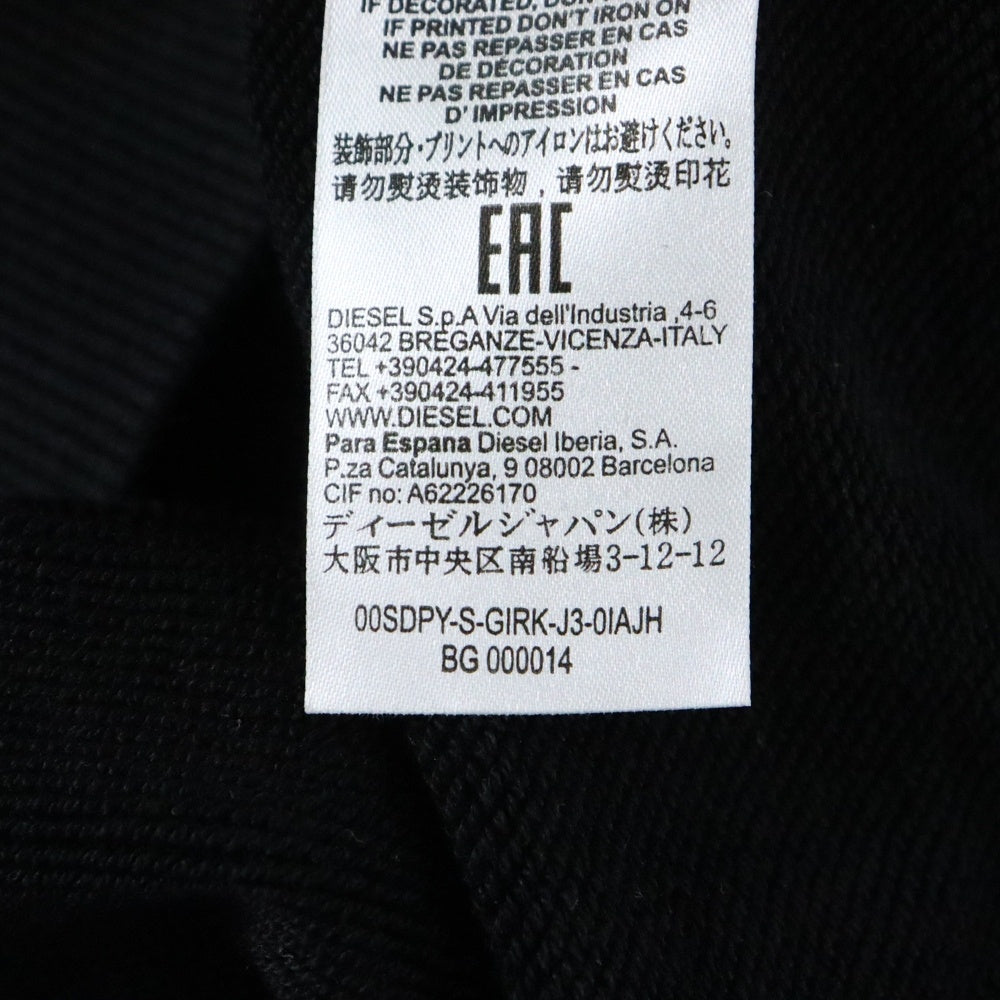 IF DECORATED, DON'T
IF PRINTED DON'T IRON ON
NE PAS REPASSER EN CAS
DE DÉCORATION
NE PAS REPASSER EN CAS
D'IMPRESSION
装飾部分・プリントへのアイロンはお避けください。
请勿熨烫装饰物，请勿熨烫印花
EAC
DIESEL S.p.A Via dell'Industria ,4-6
36042 BREGANZE-VICENZA-ITALY
TEL +390424-477555 -
FAX +390424-411955
WWW.DIESEL.COM
Para Espana Diesel Iberia, S.A.
P.za Catalunya, 9 08002 Barcelona
CIF no: A62226170
ディーゼルジャパン(株)
大阪市中央区南船場3-12-12
00SDPY-S-GIRK-J3-0IAJH
BG 000014